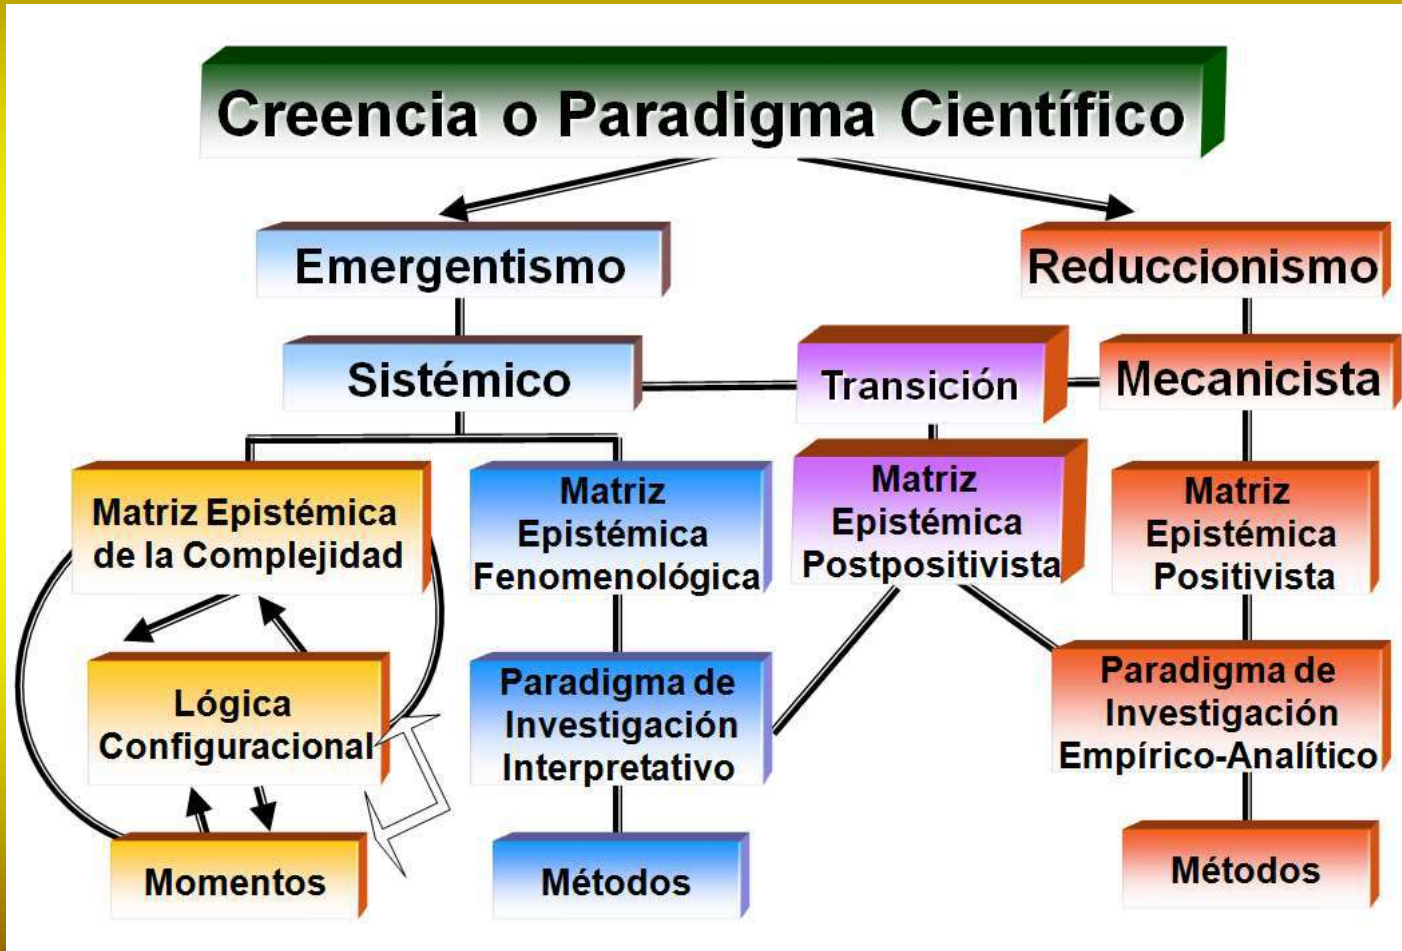 Creencia o Paradigma Científico
Emergentismo
Reduccionismo
Sistémico
Transición
Mecanicista
Matriz Epistémica
de la Complejidad
Matriz
Epistémica
Fenomenológica
Matriz
Epistémica
Postpositivista
Matriz
Epistémica
Positivista
Lógica
Configuracional
Paradigma de
Investigación
Interpretativo
Paradigma de
Investigación
Empírico-Analítico
Momentos
Métodos
Métodos